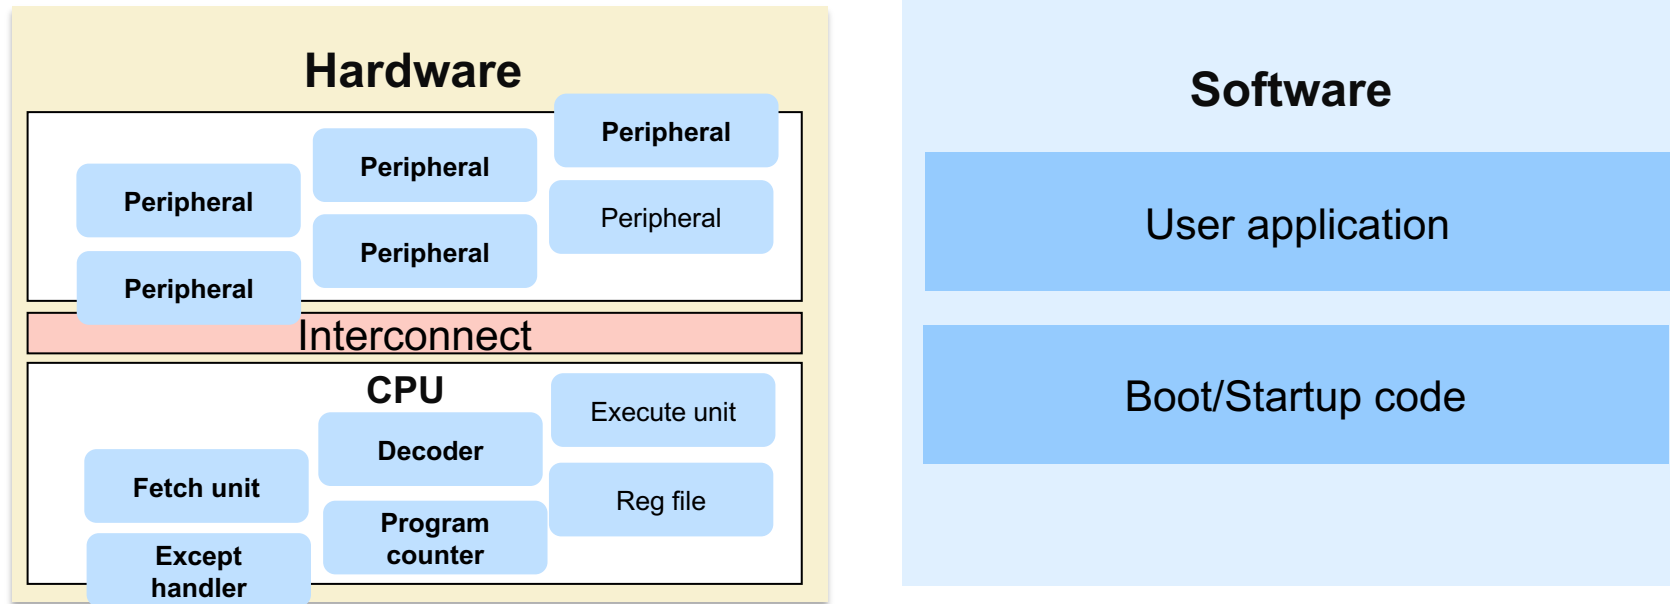 Hardware
Peripheral
Peripheral
Peripheral
Peripheral
Peripheral
Peripheral
Interconnect
CPU
Execute unit
Decoder
Fetch unit
Reg file
Program
counter
Except
handler
Software
User application
Boot/Startup code